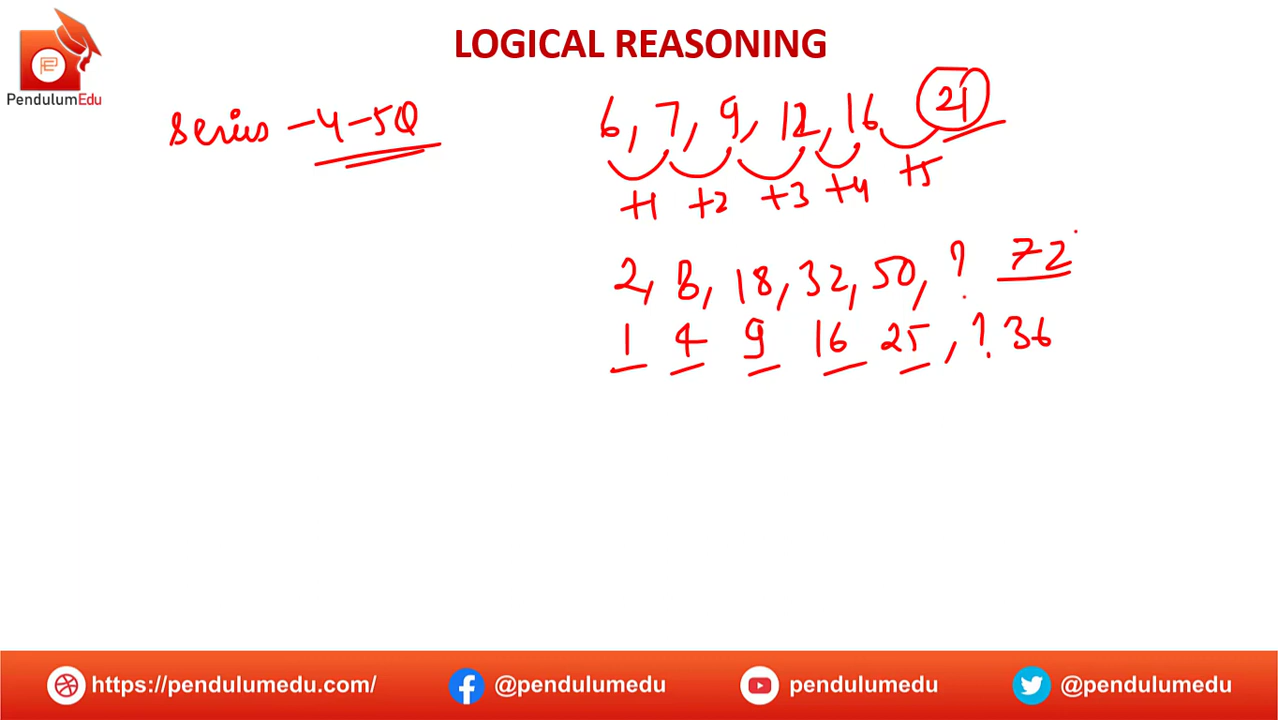 LOGICAL REASONING
PendulumEdu
Series - 4-5Q
6, 7, 9, 12, 16 21
+1 +2 +3 +4 +5
2, 8, 18, 32, 50, ? 72
1 4 9 16 25, ? 36
https://pendulumedu.com/ @pendulumedu pendulumedu @pendulumedu